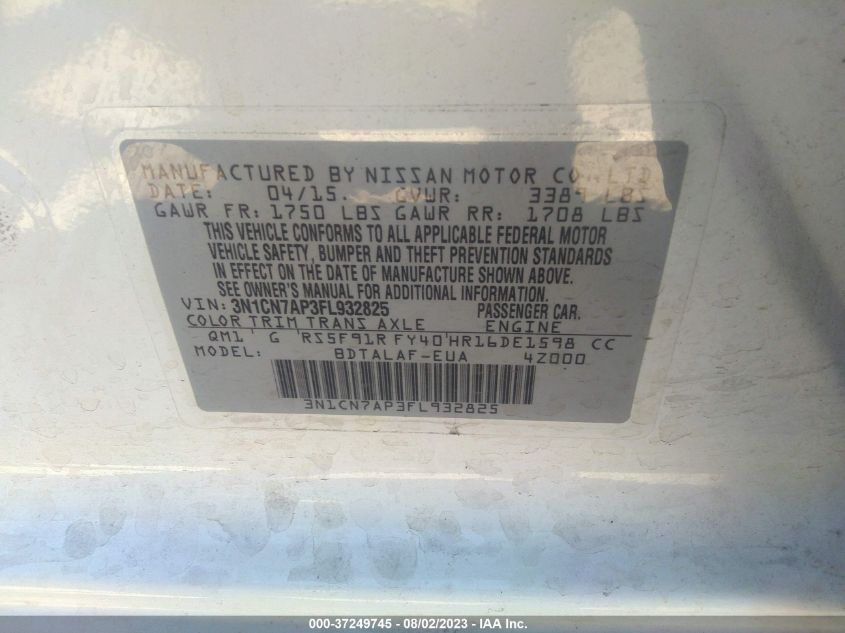 MANUFACTURED BY NISSAN MOTOR CO., LTD.
DATE: 04/15. GVWR: 3389 LBS
GAWR FR: 1750 LBS GAWR RR: 1708 LBS
THIS VEHICLE CONFORMS TO ALL APPLICABLE FEDERAL MOTOR
VEHICLE SAFETY, BUMPER AND THEFT PREVENTION STANDARDS
IN EFFECT ON THE DATE OF MANUFACTURE SHOWN ABOVE.
SEE OWNER'S MANUAL FOR ADDITIONAL INFORMATION.
VIN: 3N1CN7AP3FL932825 PASSENGER CAR.
COLOR TRIM TRANS AXLE ENGINE
QM1 G RS5F91R FY40 HR16DE1598 CC
MODEL: BDTALAF-EUA 4Z000
3N1CN7AP3FL932825
000-37249745 - 08/02/2023 - IAA Inc.